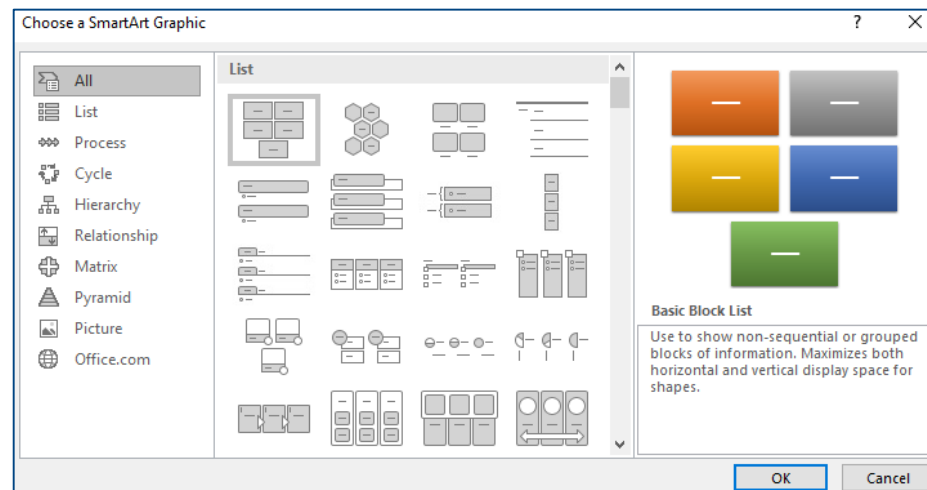 Choose a SmartArt Graphic
?
All
List
Process
Cycle
Hierarchy
Relationship
Matrix
Pyramid
Picture
Office.com
List
Basic Block List
Use to show non-sequential or grouped
blocks of information. Maximizes both
horizontal and vertical display space for
shapes.
OK
Cancel